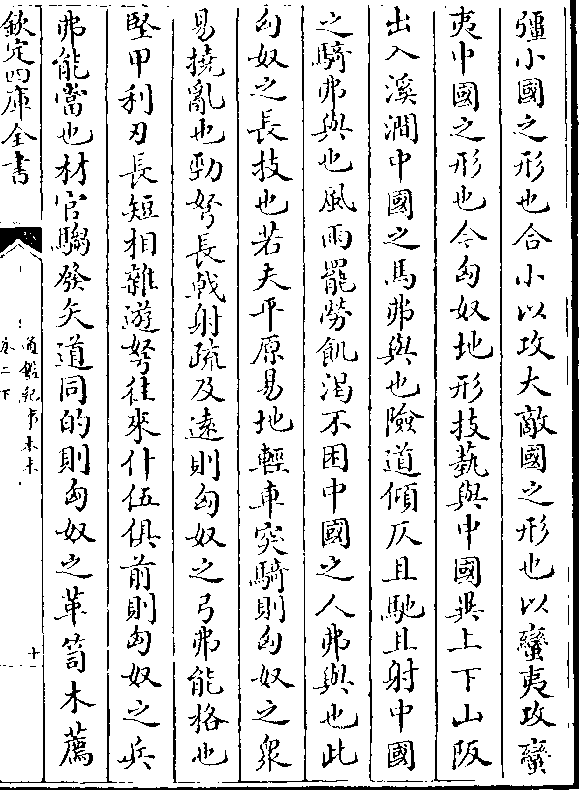 彊小國之形也合小以攻大敵國之形也以蠻夷攻蠻
夷中國之形也今匈奴地形技藝與中國異上下山阪
出入溪澗中國之馬弗與也險道傾仄且馳且射中國
之騎弗與也風雨罷勞飢渴不困中國之人弗與也此
匈奴之長技也若夫平原易地輕車突騎則匈奴之衆
易撓亂也勁弩長戟射疏及遠則匈奴之弓弗能格也
堅甲利刃長短相雜遊弩往來什伍俱前則匈奴之兵
弗能當也材官騶發矢道同的則匈奴之革笥木薦
欽定四庫全書
通鑑紀事本末
卷二下
十